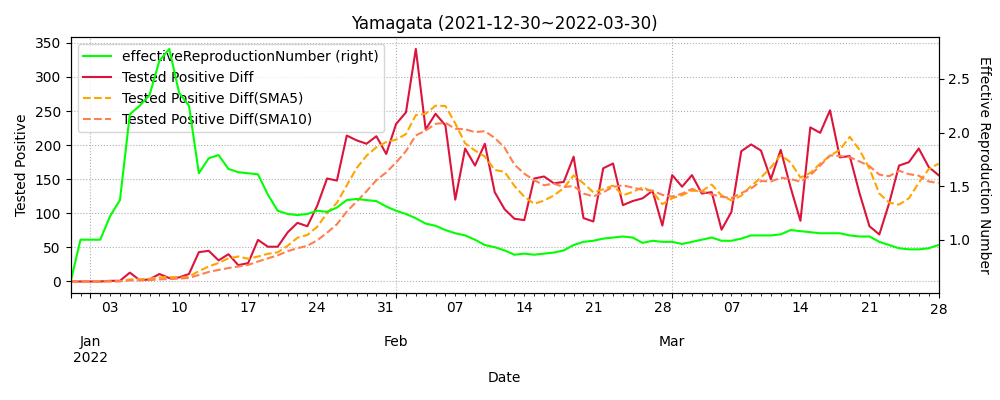 Yamagata (2021-12-30~2022-03-30)
effectiveReproductionNumber (right)
Tested Positive Diff
Tested Positive Diff(SMA5)
Tested Positive Diff(SMA10)
Tested Positive
350
300
250
200
150
100
50
0
Effective Reproduction Number
2.5
2.0
1.5
1.0
03 10 17 24 31 07 14 21 28 07 14 21 28
Jan Feb Mar
2022
Date